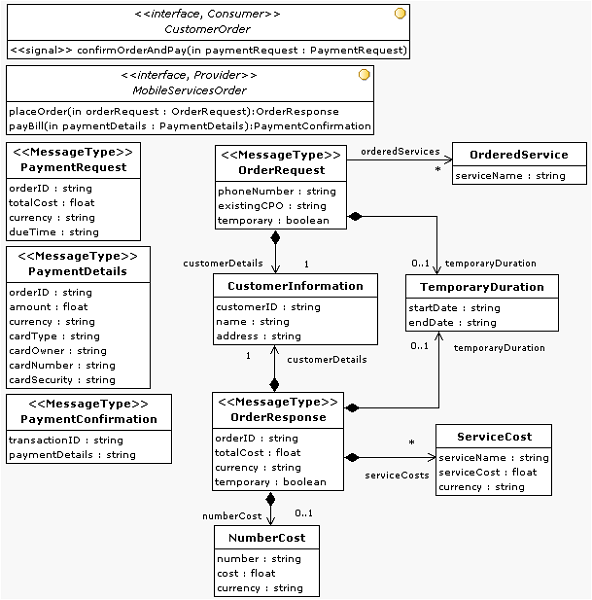 <<interface, Consumer>>
CustomerOrder
<<signal>> confirmOrderAndPay(in paymentRequest : PaymentRequest)
<<interface, Provider>>
MobileServicesOrder
placeOrder(in orderRequest : OrderRequest):OrderResponse
payBill(in paymentDetails : PaymentDetails):PaymentConfirmation
<<MessageType>>
PaymentRequest
orderID : string
totalCost : float
currency : string
dueTime : string
<<MessageType>>
OrderRequest
phoneNumber : string
existingCPO : string
temporary : boolean
orderedServices
*
OrderedService
serviceName : string
<<MessageType>>
PaymentDetails
orderID : string
amount : float
currency : string
cardType : string
cardOwner : string
cardNumber : string
cardSecurity : string
customerDetails
1
0..1
temporaryDuration
CustomerInformation
customerID : string
name : string
address : string
TemporaryDuration
startDate : string
endDate : string
1
customerDetails
0..1
temporaryDuration
<<MessageType>>
PaymentConfirmation
transactionID : string
paymentDetails : string
<<MessageType>>
OrderResponse
orderID : string
totalCost : float
currency : string
temporary : boolean
*
serviceCosts
ServiceCost
serviceName : string
serviceCost : float
currency : string
numberCost
0..1
NumberCost
number : string
cost : float
currency : string